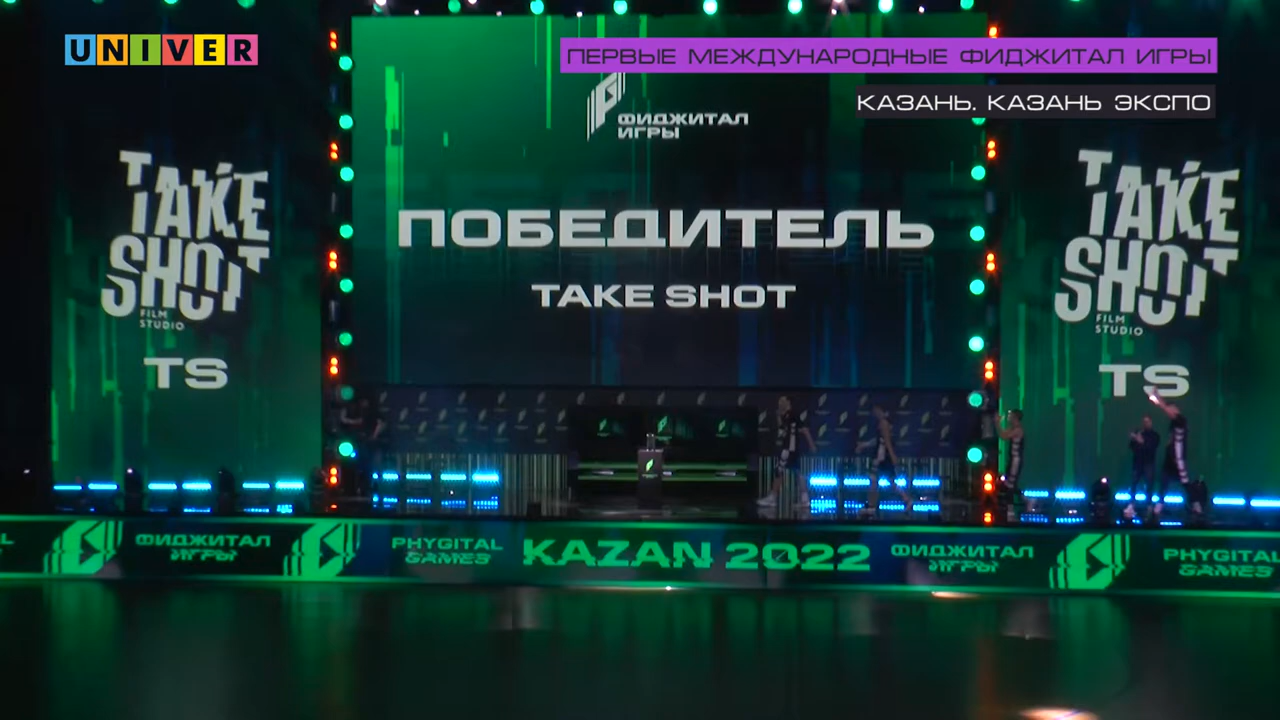 UNIVER
ПЕРВЫЕ МЕЖДУНАРОДНЫЕ ФИДЖИТАЛ ИГРЫ
КАЗАНЬ. КАЗАНЬ ЭКСПО
ФИДЖИТАЛ
ИГРЫ
ПОБЕДИТЕЛЬ
TAKE SHOT
TAKE
SHOT
FILM
STUDIO
TS
TAKE
SHOT
FILM
STUDIO
TS
ФИДЖИТАЛ
ИГРЫ
PHYGITAL
GAMES
KAZAN 2022
ФИДЖИТАЛ
ИГРЫ
PHYGITAL
GAMES